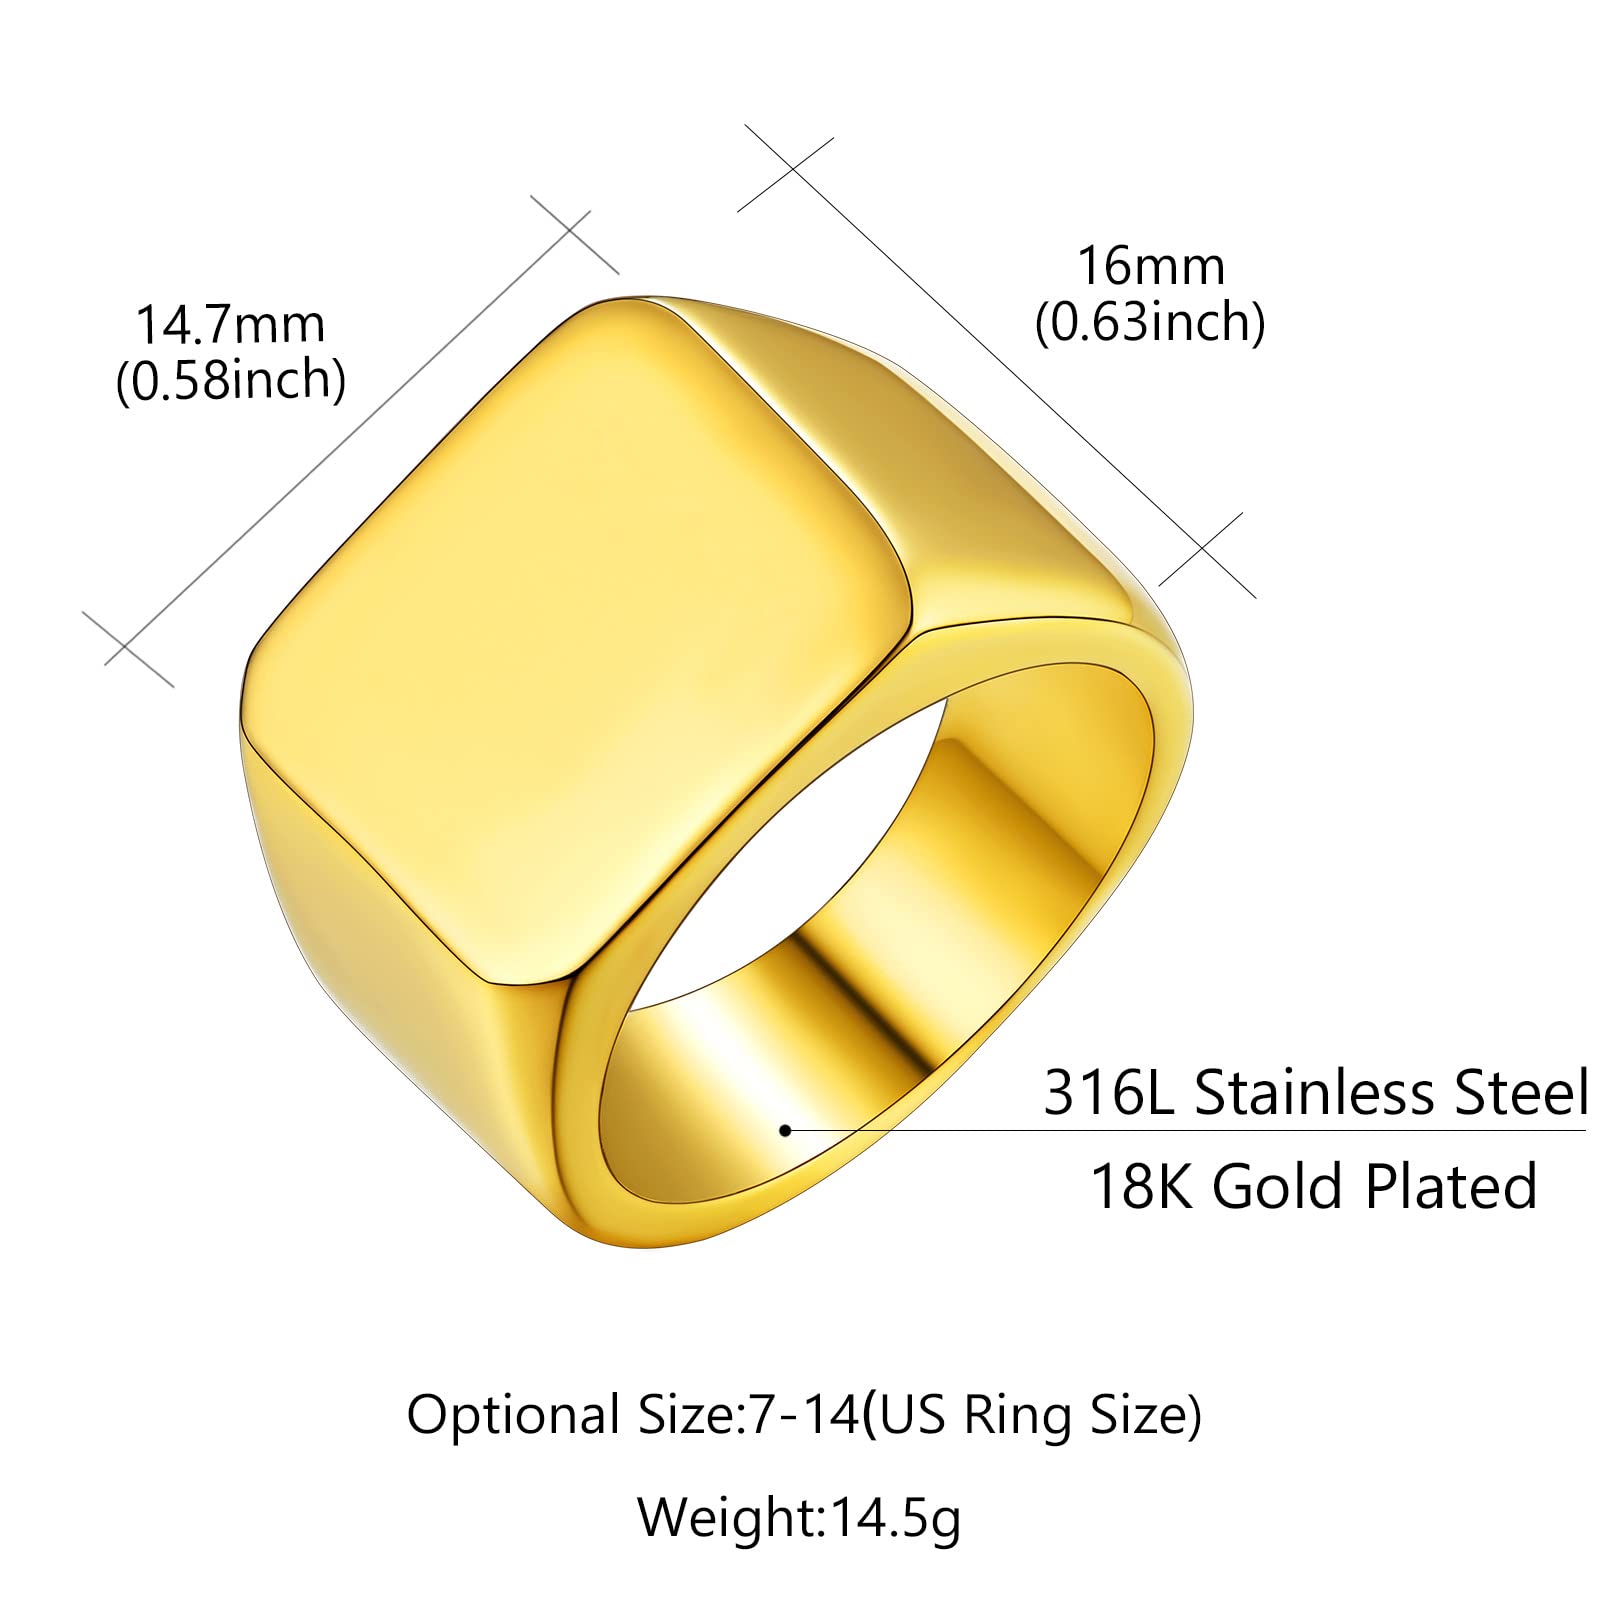 14.7mm
(0.58inch)
16mm
(0.63inch)
316L Stainless Steel
18K Gold Plated
Optional Size:7-14(US Ring Size)
Weight:14.5g